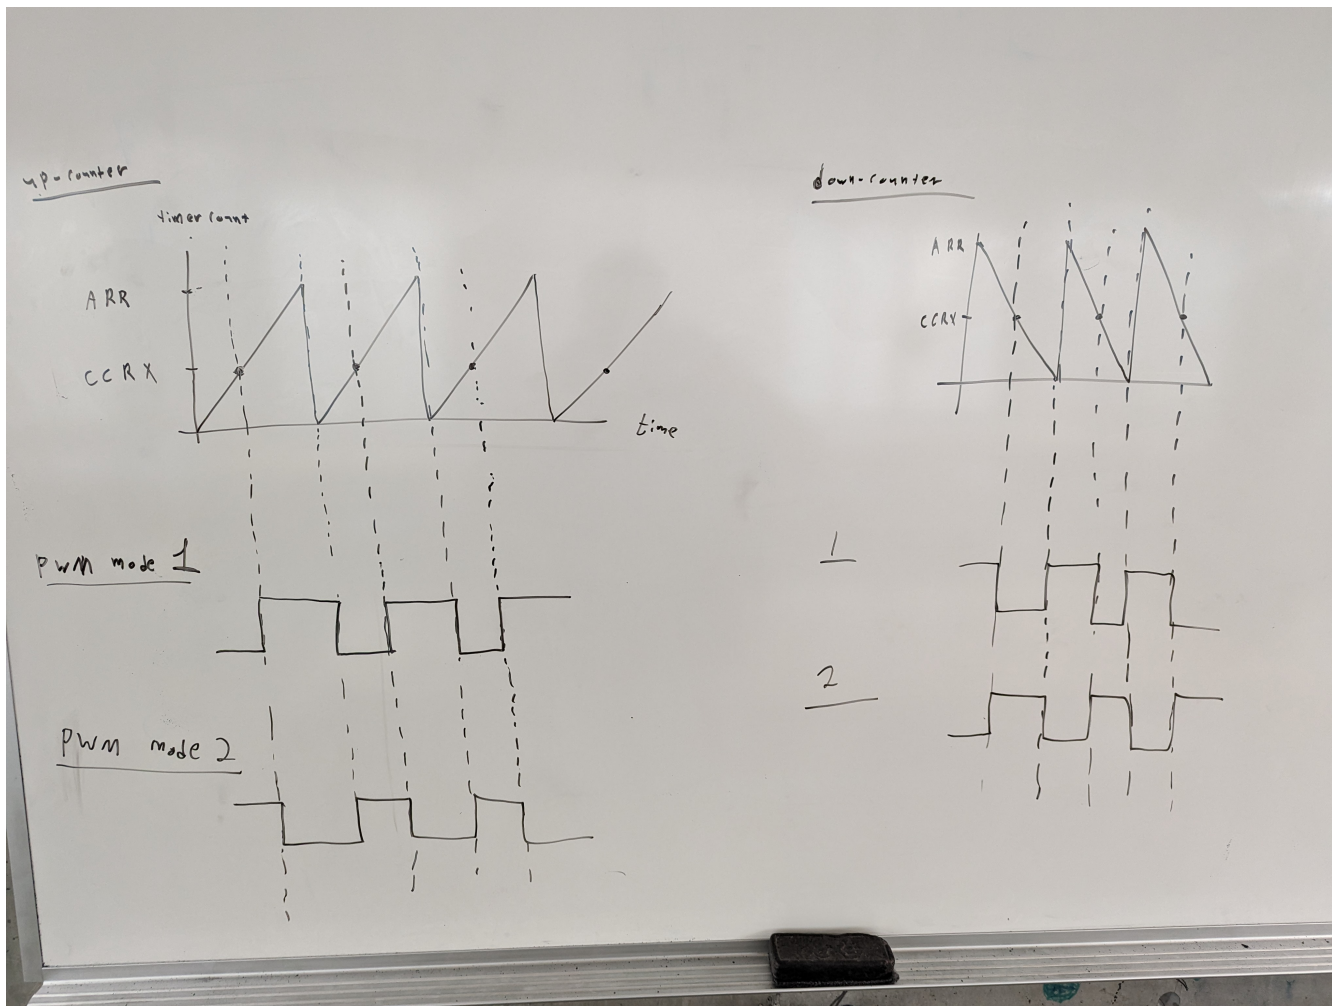 up-counter
timer count
ARR
CCRX
time
PWM mode 1
PWM mode 2
down-counter
ARR
CCRX
1
2